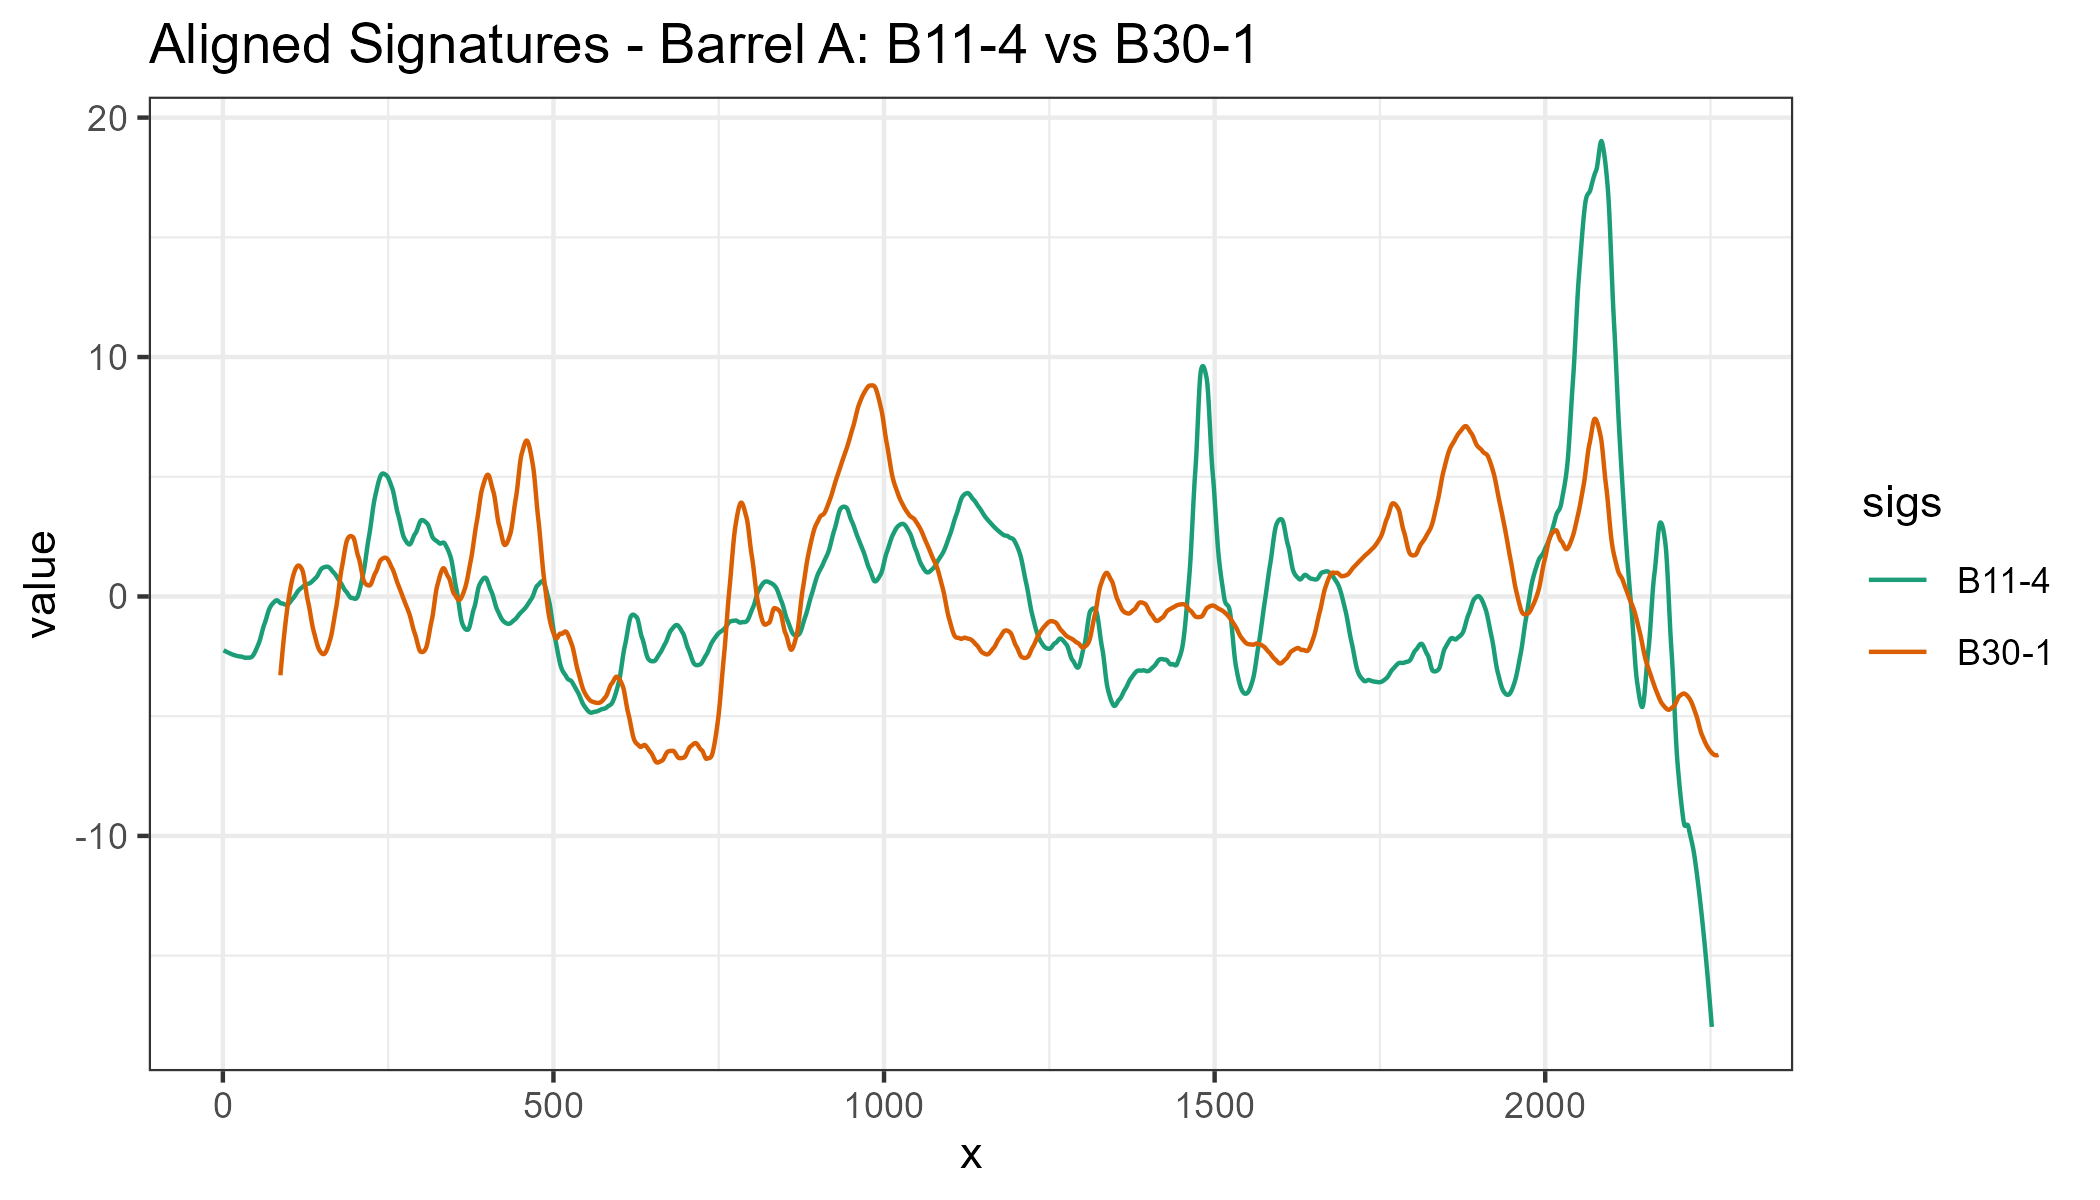 Aligned Signatures - Barrel A: B11-4 vs B30-1
20
10
0
-10
value
0 500 1000 1500 2000
x
sigs
B11-4
B30-1